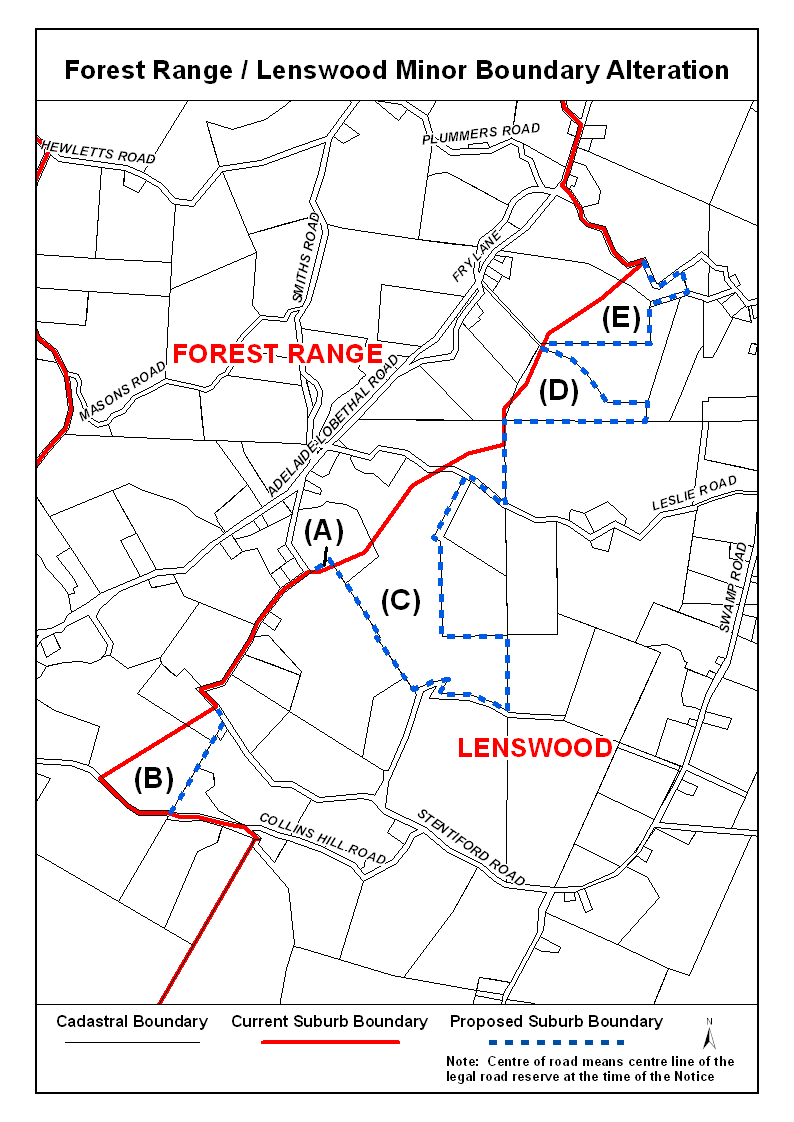 Forest Range / Lenswood Minor Boundary Alteration
PLUMMERS ROAD
HEWLETTS ROAD
SMITHS ROAD
FRY LANE
(E)
FOREST RANGE
MASONS ROAD
ADELAIDE-LOBETHAL ROAD
(D)
LESLIE ROAD
(A)
SWAMP ROAD
(C)
LENSWOOD
(B)
COLLINS HILL ROAD
STENTIFORD ROAD
Cadastral Boundary
Current Suburb Boundary
Proposed Suburb Boundary
N
Note: Centre of road means centre line of the
legal road reserve at the time of the Notice